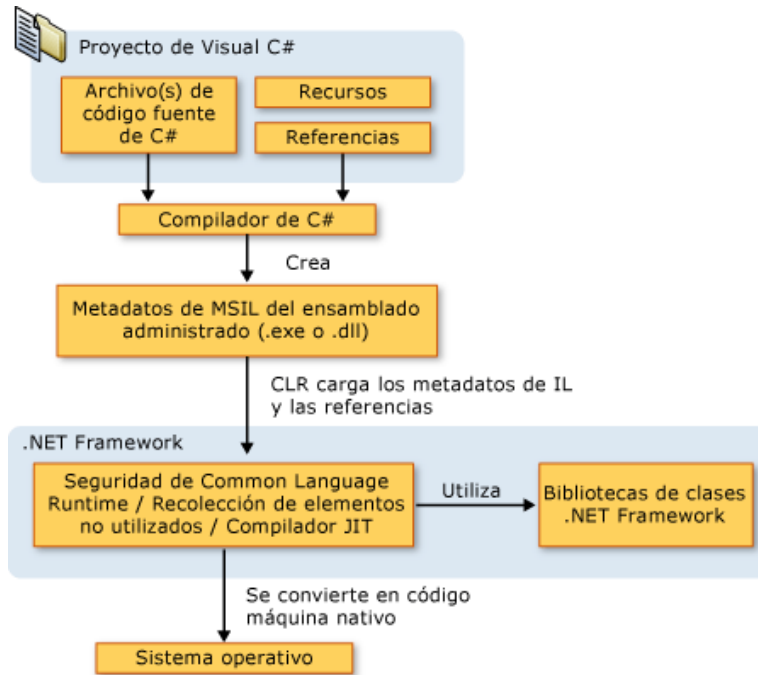 Proyecto de Visual C#
Archivo(s) de
código fuente
de C#
Recursos
Referencias
Compilador de C#
Crea
Metadatos de MSIL del ensamblado
administrado (.exe o .dll)
CLR carga los metadatos de IL
y las referencias
.NET Framework
Seguridad de Common Language
Runtime / Recolección de elementos
no utilizados / Compilador JIT
Utiliza
Bibliotecas de clases
.NET Framework
Se convierte en código
máquina nativo
Sistema operativo